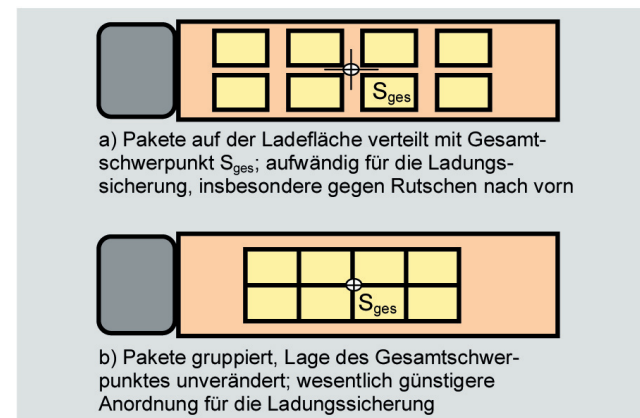 S_ges
a) Pakete auf der Ladefläche verteilt mit Gesamt-
schwerpunkt S_ges; aufwändig für die Ladungs-
sicherung, insbesondere gegen Rutschen nach vorn
S_ges
b) Pakete gruppiert, Lage des Gesamtschwer-
punktes unverändert; wesentlich günstigere
Anordnung für die Ladungssicherung